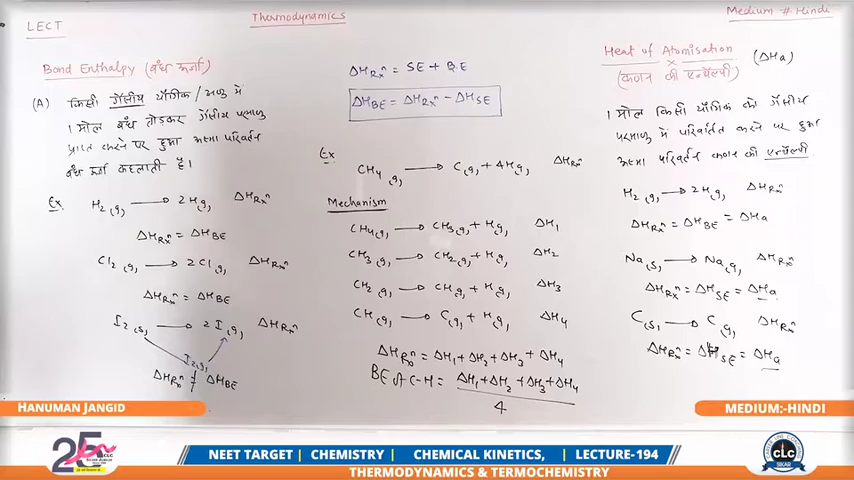 LECT
Thermodynamics
Medium # Hindi
Bond Enthalpy (बंध ऊर्जा)
(A) किसी गैसीय यौगिक/अणु मे
1 मोल बंध तोड़कर गैसीय परमाणु
प्राप्त करने पर हुआ ऊष्मा परिवर्तन
बंध ऊर्जा कहलाती है।
Ex H₂(g) ⟶ 2H(g) ΔHRxⁿ
ΔHRxⁿ = ΔHBE
Cl₂(g) ⟶ 2Cl(g) ΔHRxⁿ
ΔHRxⁿ = ΔHBE
I₂(s) ⟶ 2I(g) ΔHRxⁿ
I₂(g)
ΔHRxⁿ ≠ ΔHBE
ΔHRxⁿ = SE + B.E
ΔHBE = ΔHRxⁿ - ΔHSE
Ex CH₄(g) ⟶ C(g) + 4H(g) ΔHRxⁿ
Mechanism
CH₄(g) ⟶ CH₃(g) + H(g) ΔH₁
CH₃(g) ⟶ CH₂(g) + H(g) ΔH₂
CH₂(g) ⟶ CH(g) + H(g) ΔH₃
CH(g) ⟶ C(g) + H(g) ΔH₄
ΔHRxⁿ = ΔH₁ + ΔH₂ + ΔH₃ + ΔH₄
BE of C-H = ΔH₁ + ΔH₂ + ΔH₃ + ΔH₄
4
Heat of Atomisation (ΔHa)
(कणन की एन्थैल्पी)
1 मोल किसी यौगिक को गैसीय
परमाणु मे परिवर्तित करने पर हुआ
ऊष्मा परिवर्तन कणन की एन्थैल्पी
H₂(g) ⟶ 2H(g) ΔHRxⁿ
ΔHRxⁿ = ΔHBE = ΔHa
Na(s) ⟶ Na(g) ΔHRxⁿ
ΔHRxⁿ = ΔHSE = ΔHa
C(s) ⟶ C(g) ΔHRxⁿ
ΔHRxⁿ = ΔHSE = ΔHa
HANUMAN JANGID
MEDIUM:-HINDI
25
CLC
NEET TARGET | CHEMISTRY | CHEMICAL KINETICS, | LECTURE-194
THERMODYNAMICS & TERMOCHEMISTRY
CLC
SIKAR